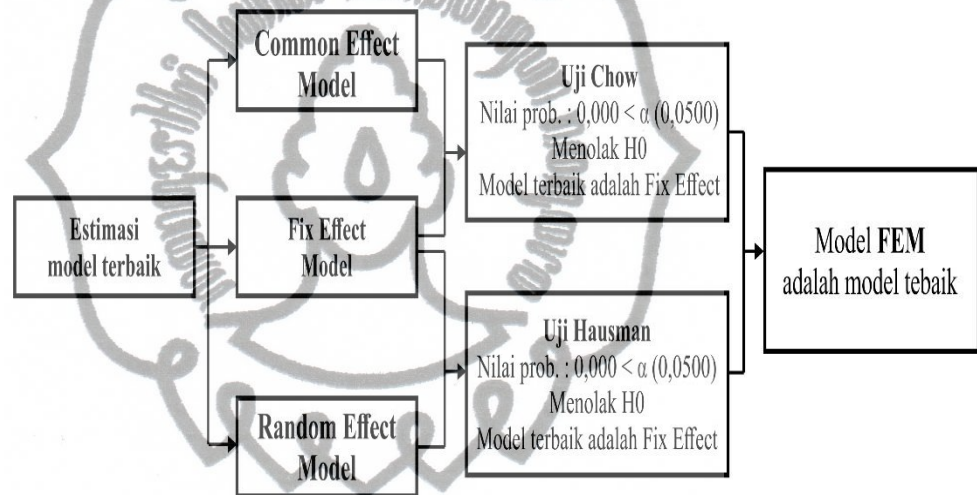 Common Effect
Model
Uji Chow
Nilai prob. : 0,000 < α (0,0500)
Menolak H0
Model terbaik adalah Fix Effect
Estimasi
model terbaik
Fix Effect
Model
Model FEM
adalah model tebaik
Uji Hausman
Nilai prob. : 0,000 < α (0,0500)
Menolak H0
Model terbaik adalah Fix Effect
Random Effect
Model